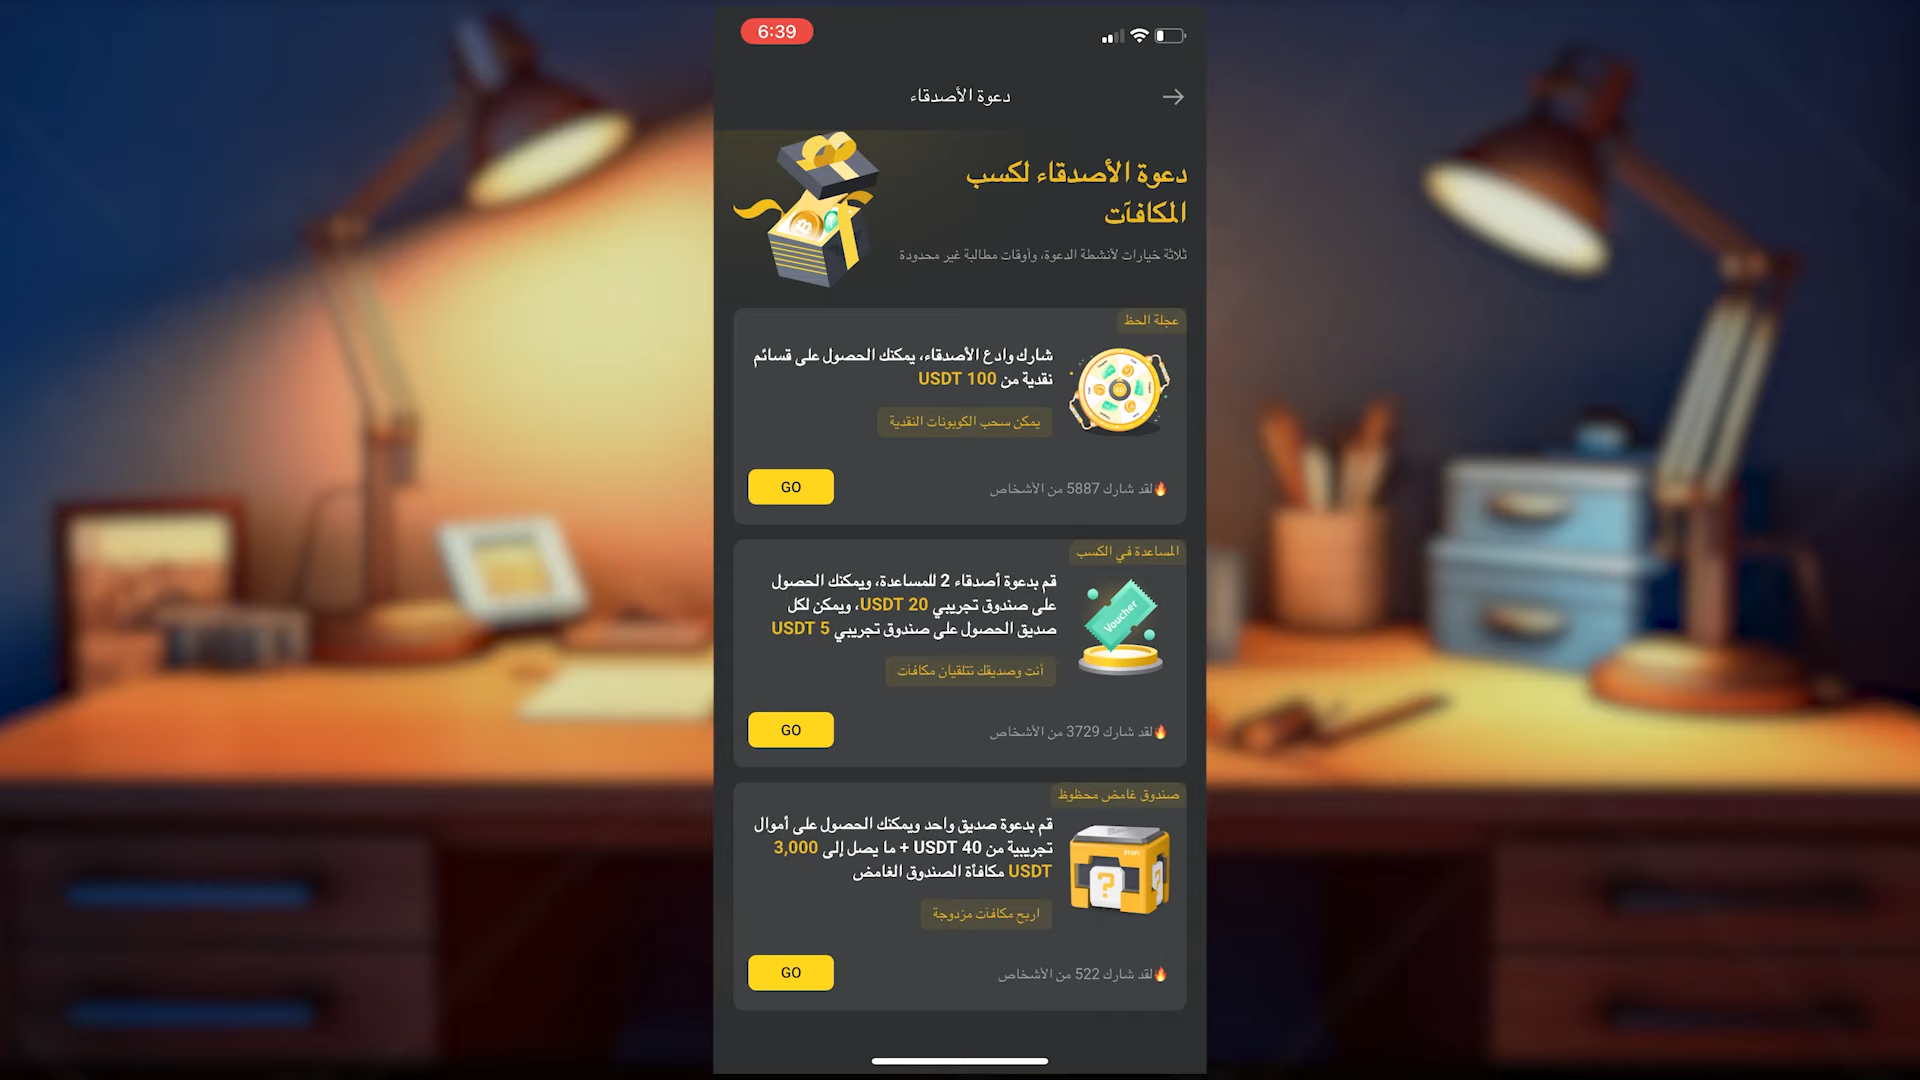 6:39
دعوة الأصدقاء
دعوة الأصدقاء لكسب
المكافآت
ثلاثة خيارات لأنشطة الدعوة، وأوقات مطالبة غير محدودة
عجلة الحظ
شارك وادع الأصدقاء، يمكنك الحصول على قسائم
نقدية من 100 USDT
يمكن سحب الكوبونات النقدية
GO
لقد شارك 5887 من الأشخاص
المساعدة في الكسب
قم بدعوة أصدقاء 2 للمساعدة، ويمكنك الحصول
على صندوق تجريبي 20 USDT، ويمكن لكل
صديق الحصول على صندوق تجريبي 5 USDT
Voucher
أنت وصديقك تتلقيان مكافآت
GO
لقد شارك 3729 من الأشخاص
صندوق غامض محظوظ
قم بدعوة صديق واحد ويمكنك الحصول على أموال
تجريبية من 40 USDT + ما يصل إلى 3,000
USDT مكافأة الصندوق الغامض
اربح مكافآت مزدوجة
GO
لقد شارك 522 من الأشخاص